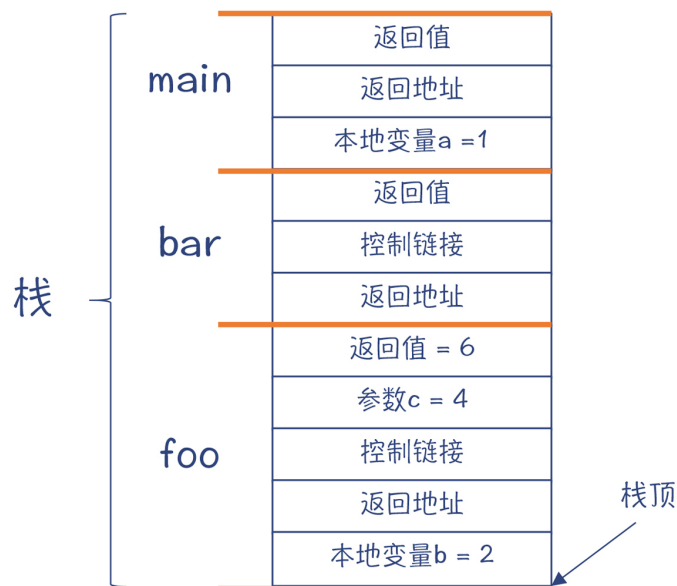 栈
main
返回值
返回地址
本地变量a =1
bar
返回值
控制链接
返回地址
foo
返回值 = 6
参数c = 4
控制链接
返回地址
本地变量b = 2
栈顶